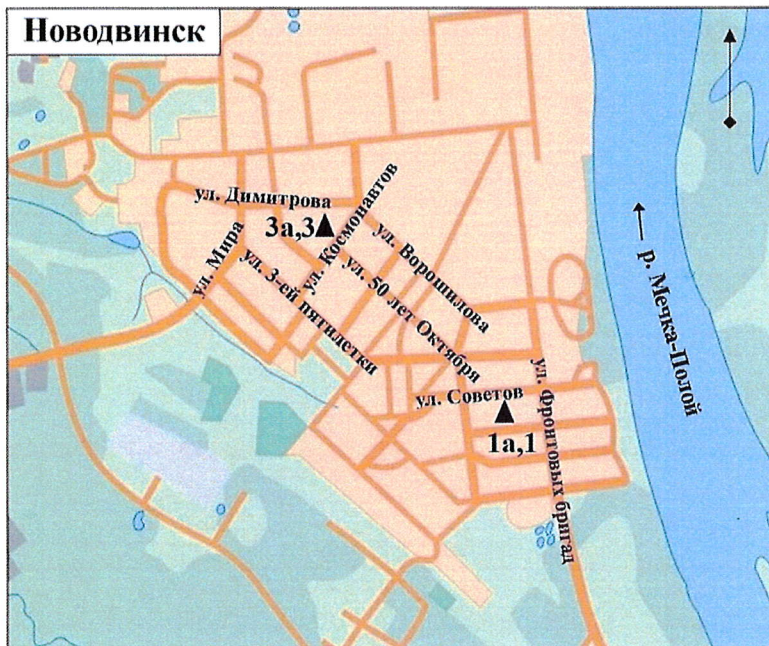 Новодвинск
ул. Димитрова
3а,3
ул. Космонавтов
ул. Мира
ул. 3-ей пятилетки
ул. Ворошилова
ул. 50 лет Октября
р. Мечка-Полой
ул. Советов
1а,1
ул. Фронтовых бригад